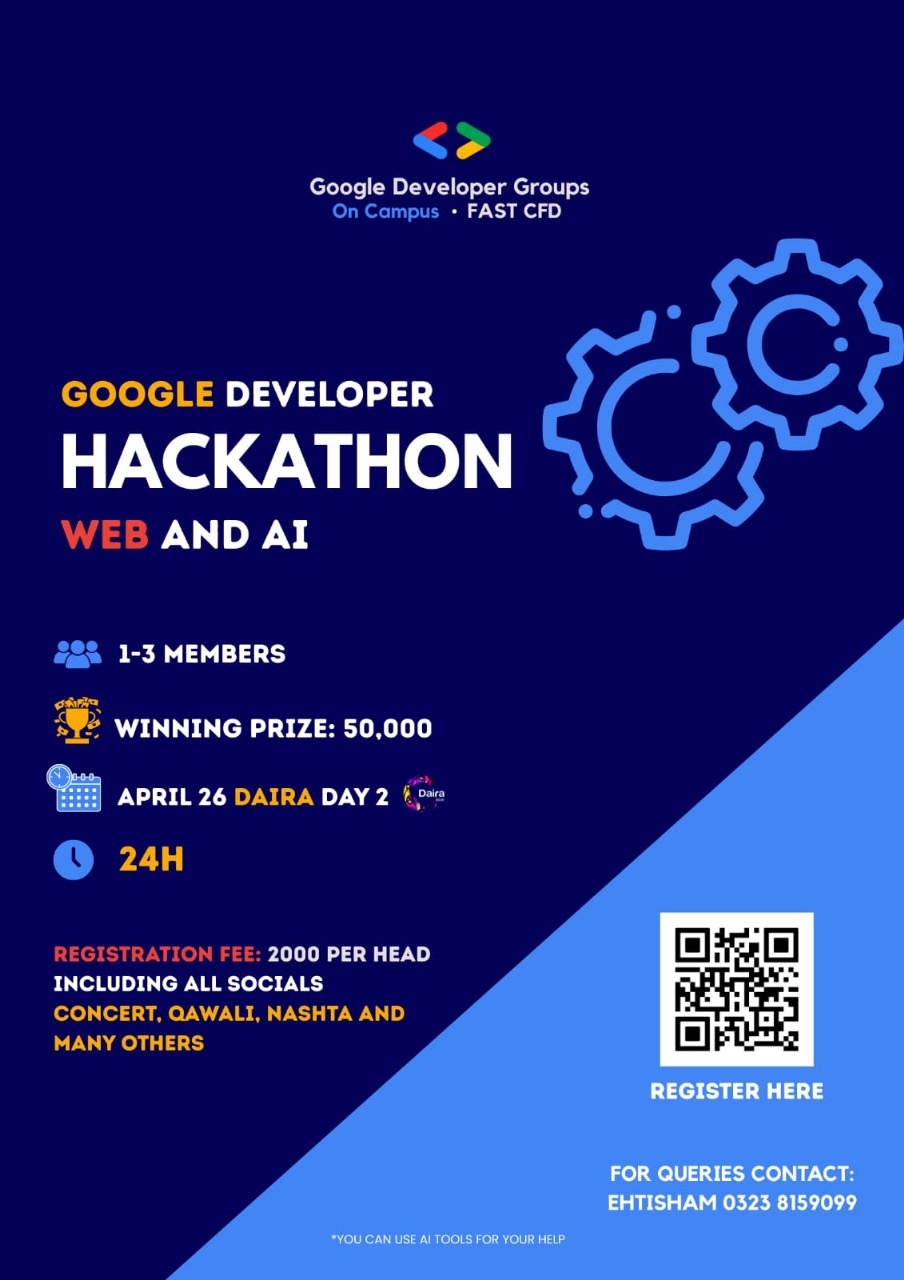 Google Developer Groups
On Campus • FAST CFD
GOOGLE DEVELOPER
HACKATHON
WEB AND AI
1-3 MEMBERS
WINNING PRIZE: 50,000
APRIL 26 DAIRA DAY 2
Daira
24H
REGISTRATION FEE: 2000 PER HEAD
INCLUDING ALL SOCIALS
CONCERT, QAWALI, NASHTA AND
MANY OTHERS
REGISTER HERE
FOR QUERIES CONTACT:
EHTISHAM 0323 8159099
*YOU CAN USE AI TOOLS FOR YOUR HELP